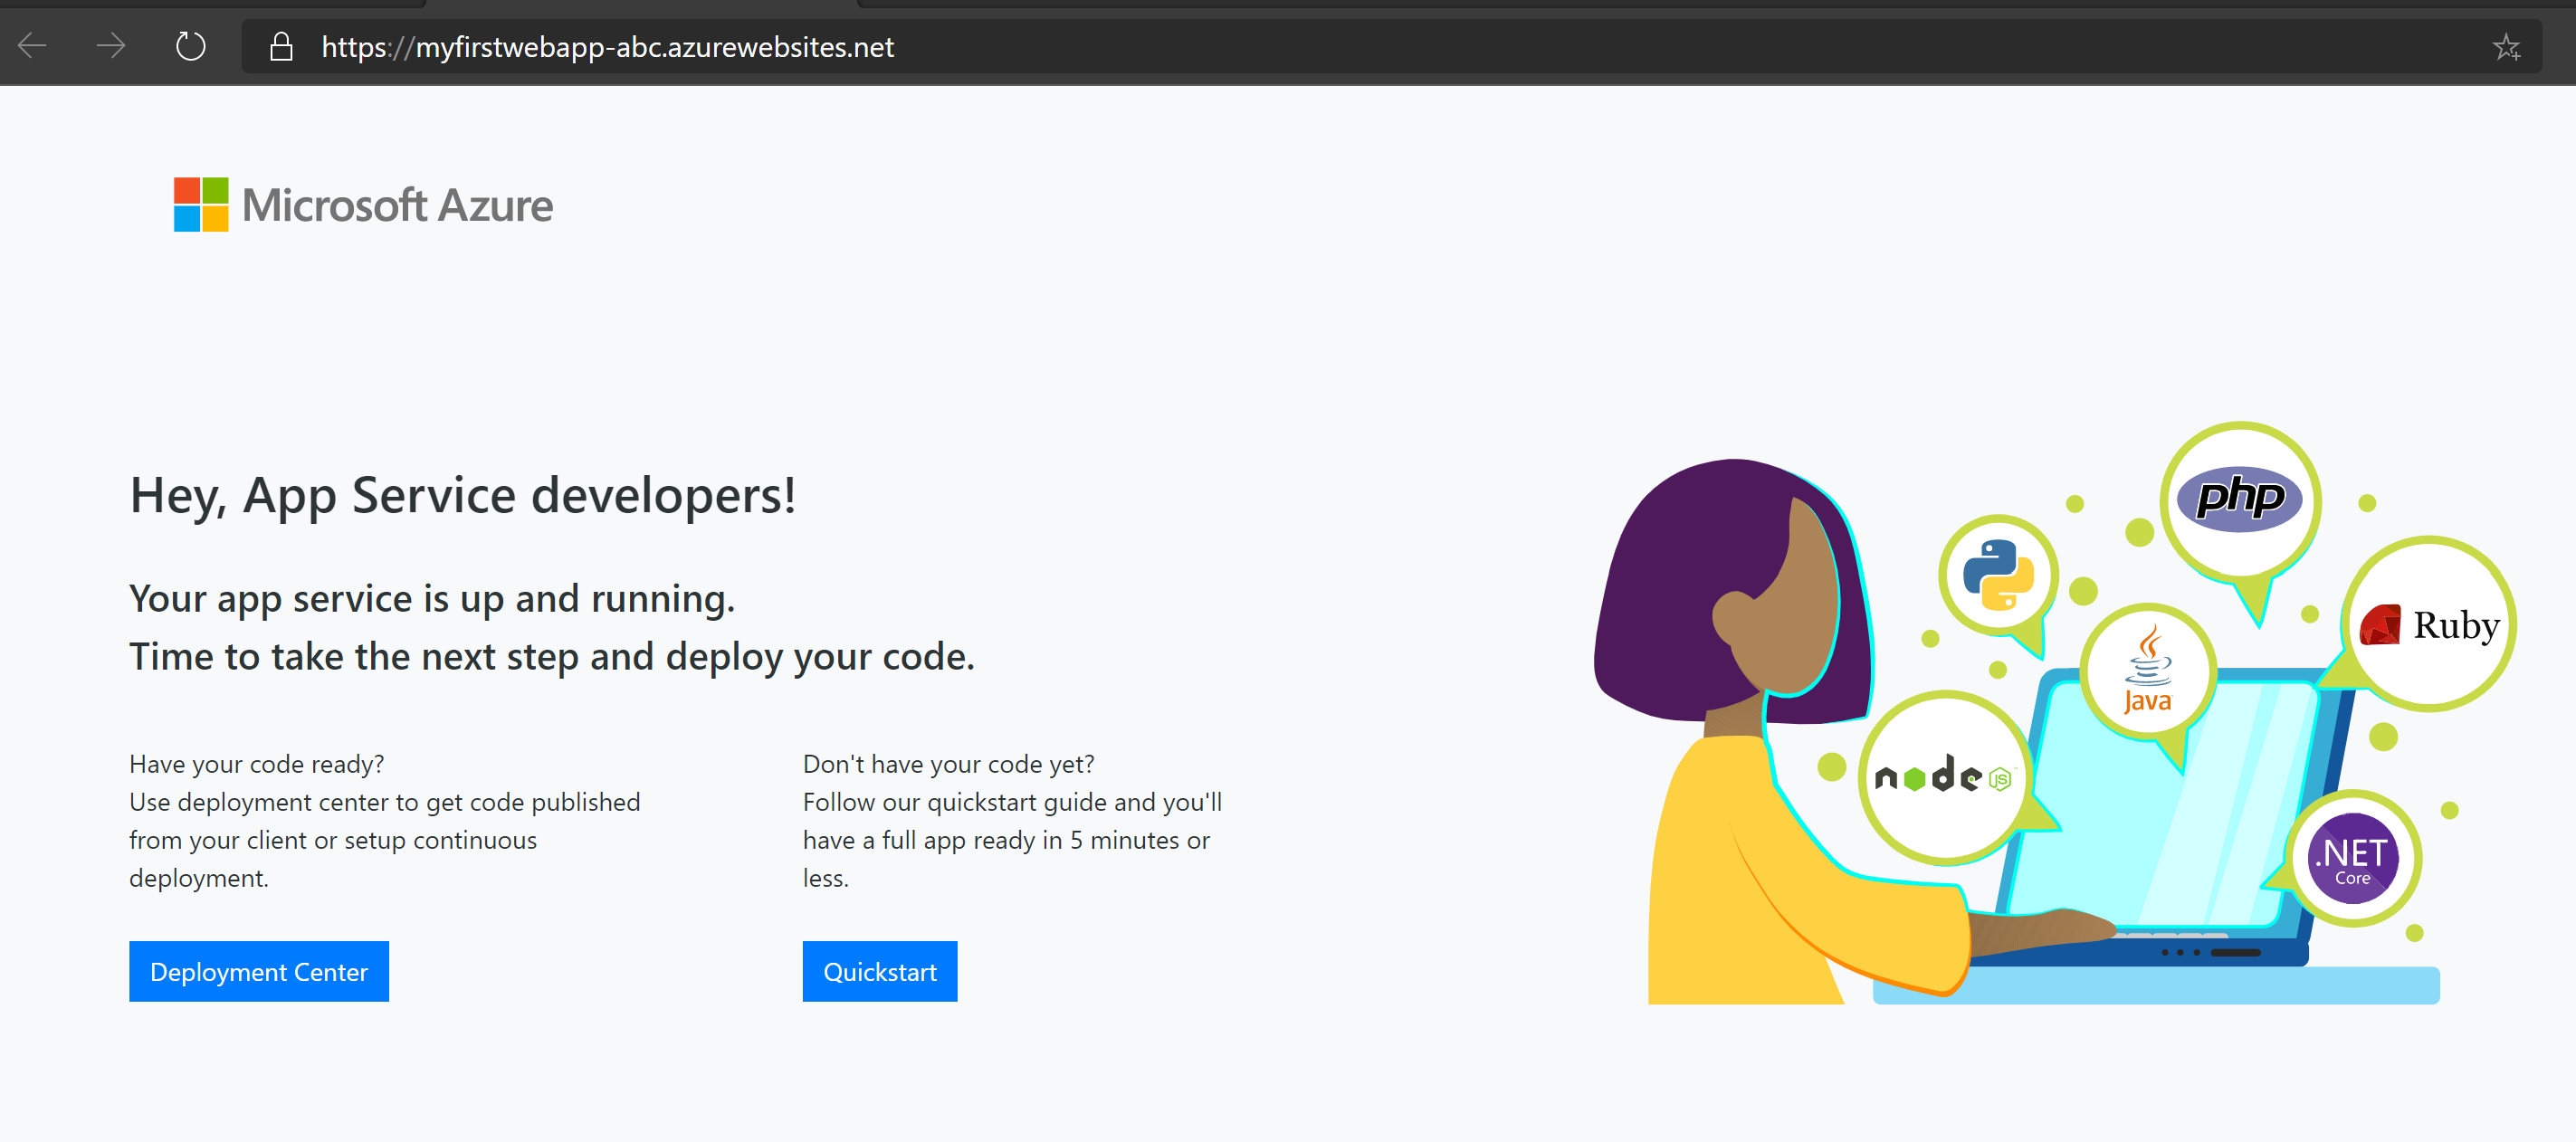 https://myfirstwebapp-abc.azurewebsites.net
Microsoft Azure
Hey, App Service developers!
Your app service is up and running.
Time to take the next step and deploy your code.
Have your code ready?
Use deployment center to get code published
from your client or setup continuous
deployment.
Deployment Center
Don't have your code yet?
Follow our quickstart guide and you'll
have a full app ready in 5 minutes or
less.
Quickstart
php
Ruby
Java
node JS
.NET
Core